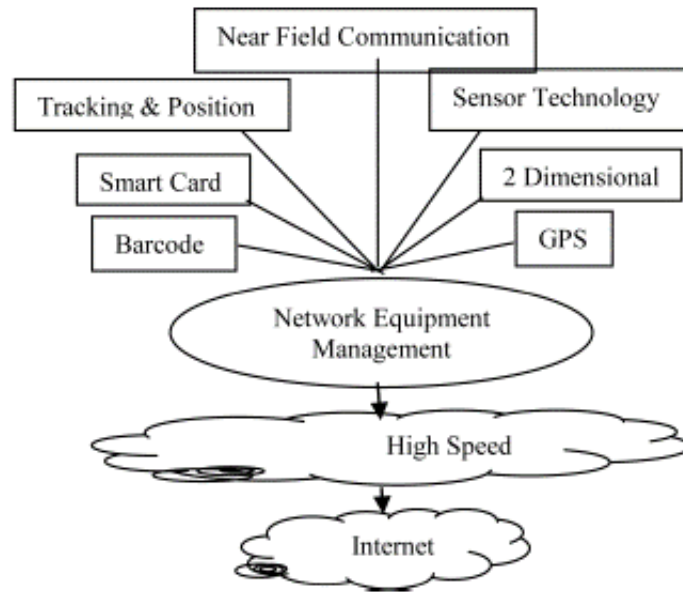 Near Field Communication
Tracking & Position
Sensor Technology
Smart Card
2 Dimensional
Barcode
GPS
Network Equipment
Management
High Speed
Internet